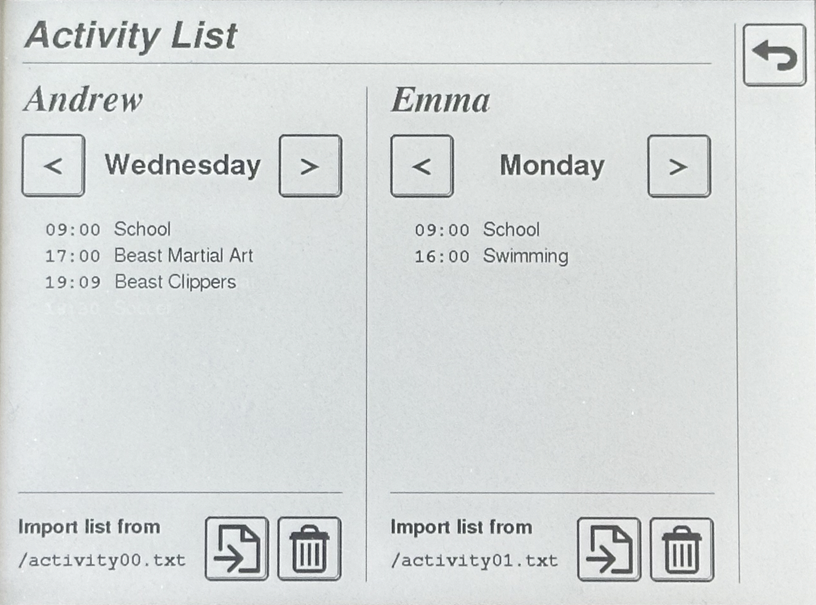 Activity List
Andrew
< Wednesday >
09:00 School
17:00 Beast Martial Art
19:09 Beast Clippers
Import list from
/activity00.txt
Emma
< Monday >
09:00 School
16:00 Swimming
Import list from
/activity01.txt